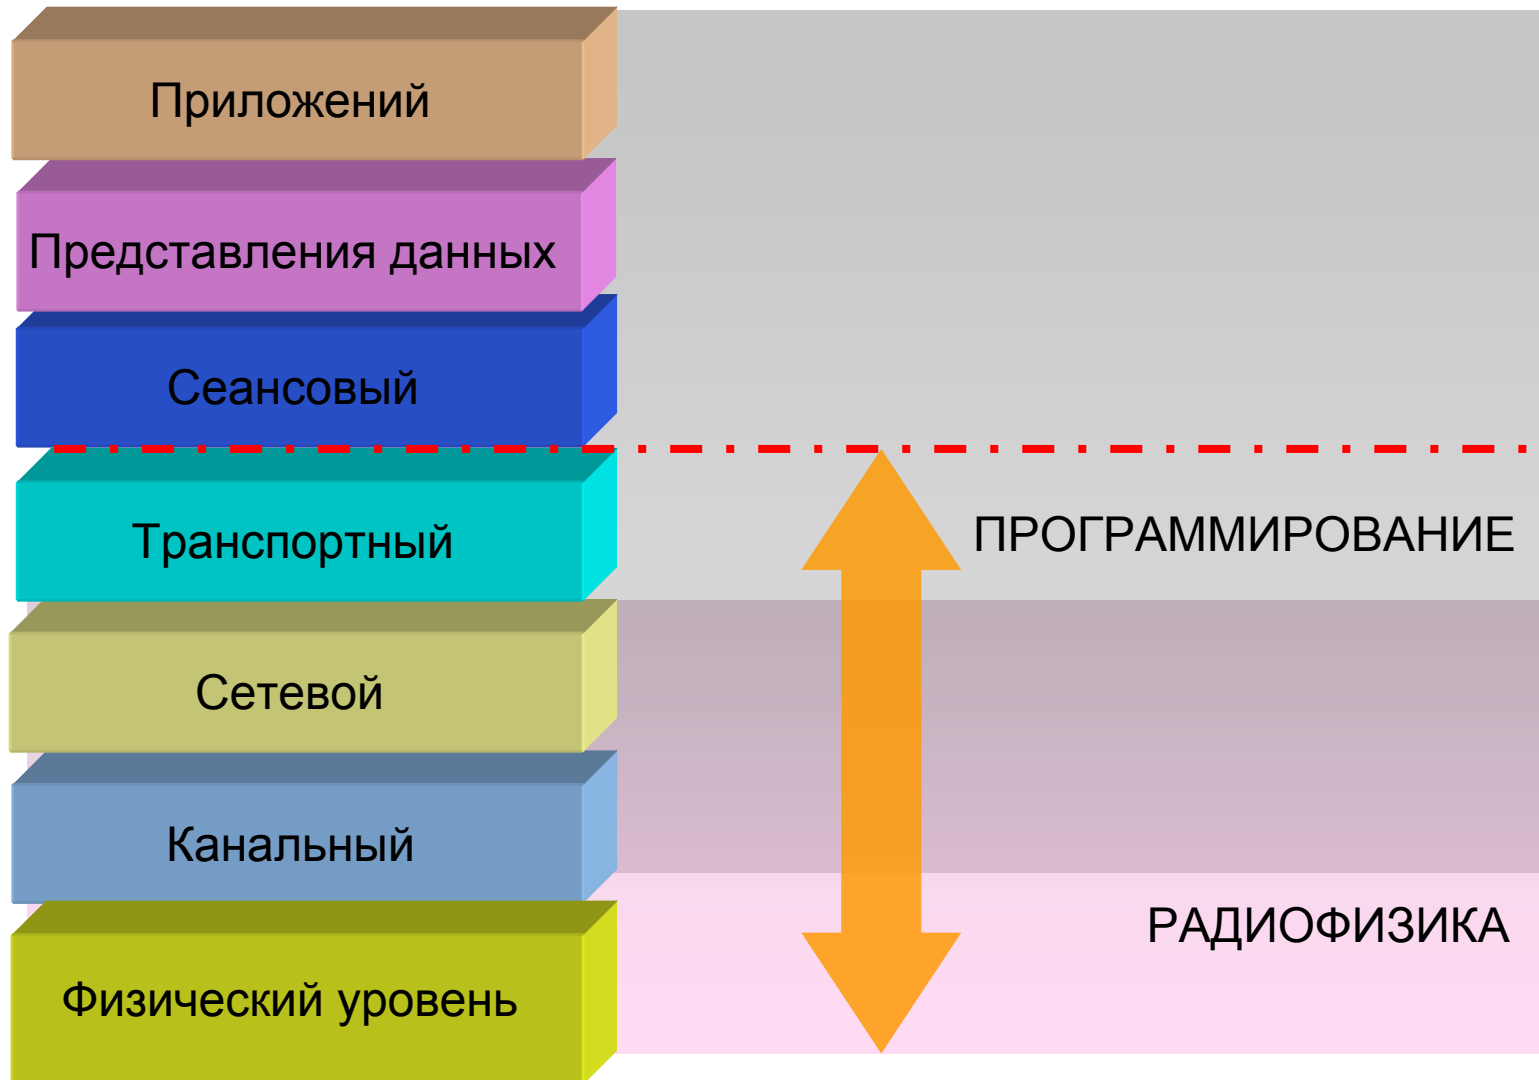 Приложений
Представления данных
Сеансовый
Транспортный
ПРОГРАММИРОВАНИЕ
Сетевой
Канальный
РАДИОФИЗИКА
Физический уровень